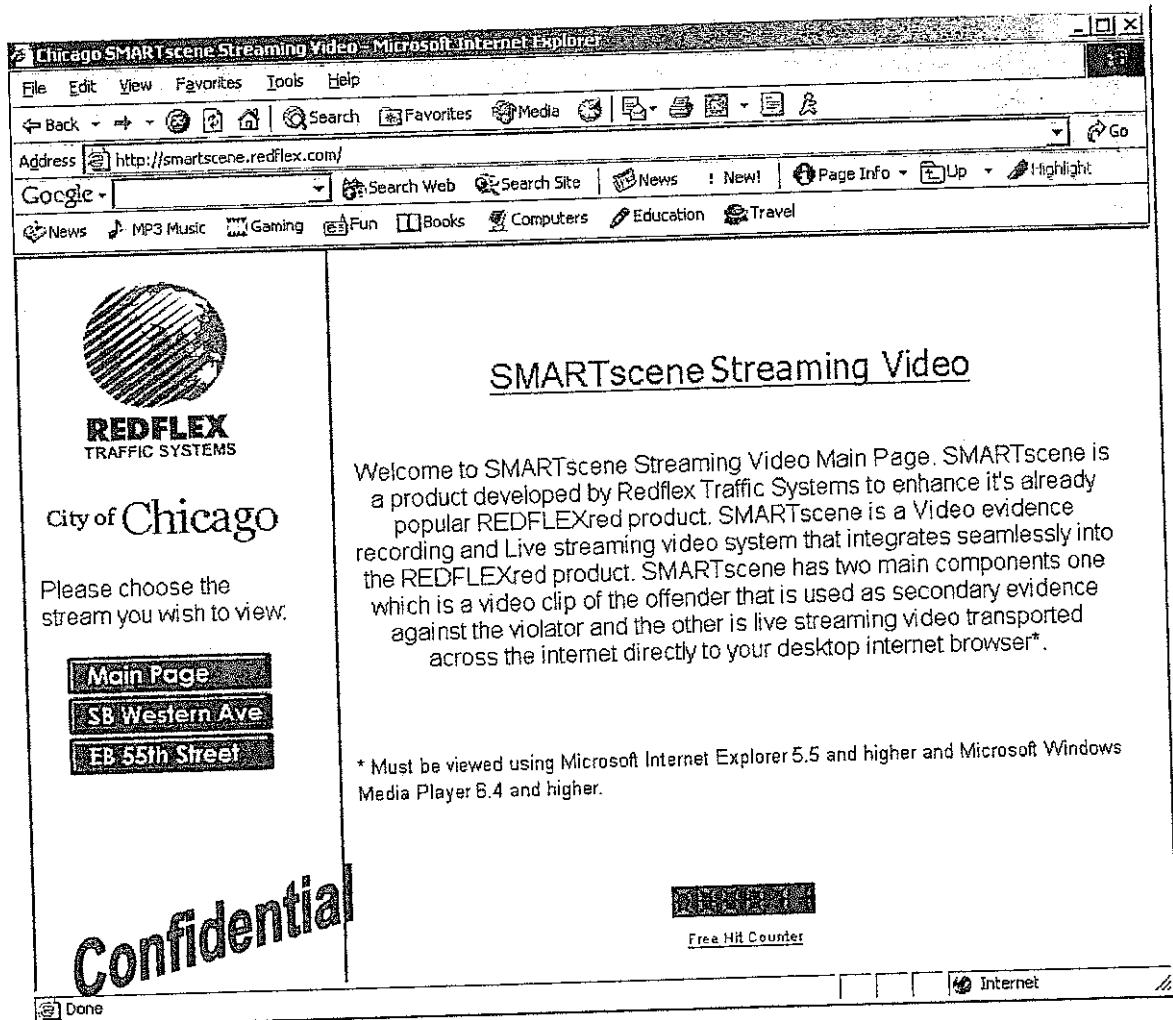 Chicago SMARTscene Streaming Video - Microsoft Internet Explorer
File Edit View Favorites Tools Help
Back Search Favorites Media
Address http://smartscene.redflex.com/ Go
Google Search Web Search Site News ! New! Page Info Up Highlight
News MP3 Music Gaming Fun Books Computers Education Travel
REDFLEX
TRAFFIC SYSTEMS
City of Chicago
Please choose the
stream you wish to view:
Main Page
SB Western Ave
EB 55th Street
Confidential
SMARTscene Streaming Video
Welcome to SMARTscene Streaming Video Main Page. SMARTscene is
a product developed by Redflex Traffic Systems to enhance it's already
popular REDFLEXred product. SMARTscene is a Video evidence
recording and Live streaming video system that integrates seamlessly into
the REDFLEXred product. SMARTscene has two main components one
which is a video clip of the offender that is used as secondary evidence
against the violator and the other is live streaming video transported
across the internet directly to your desktop internet browser*.
* Must be viewed using Microsoft Internet Explorer 5.5 and higher and Microsoft Windows
Media Player 6.4 and higher.
Free Hit Counter
Done Internet